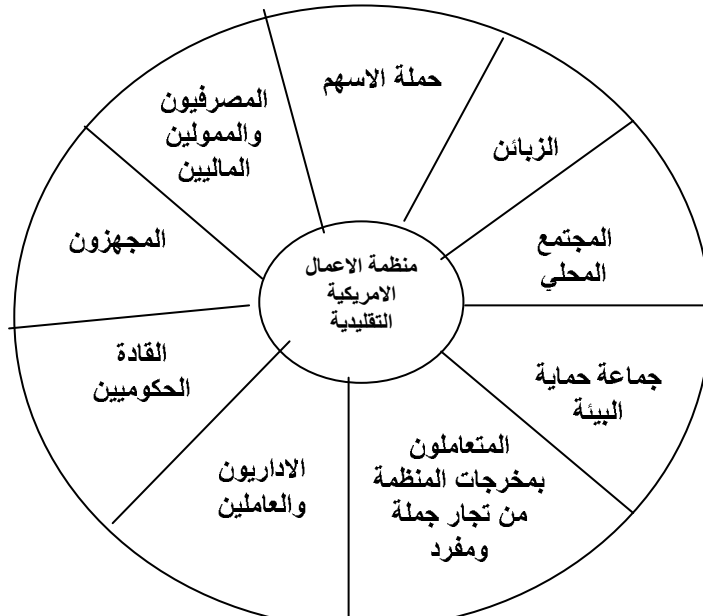 حملة الاسهم
الزبائن
المجتمع
المحلي
جماعة حماية
البيئة
المتعاملون
بمخرجات المنظمة
من تجار جملة
ومفرد
الاداريون
والعاملين
القادة
الحكوميين
المجهزون
المصرفيون
والممولين
الماليين
منظمة الاعمال
الامريكية
التقليدية